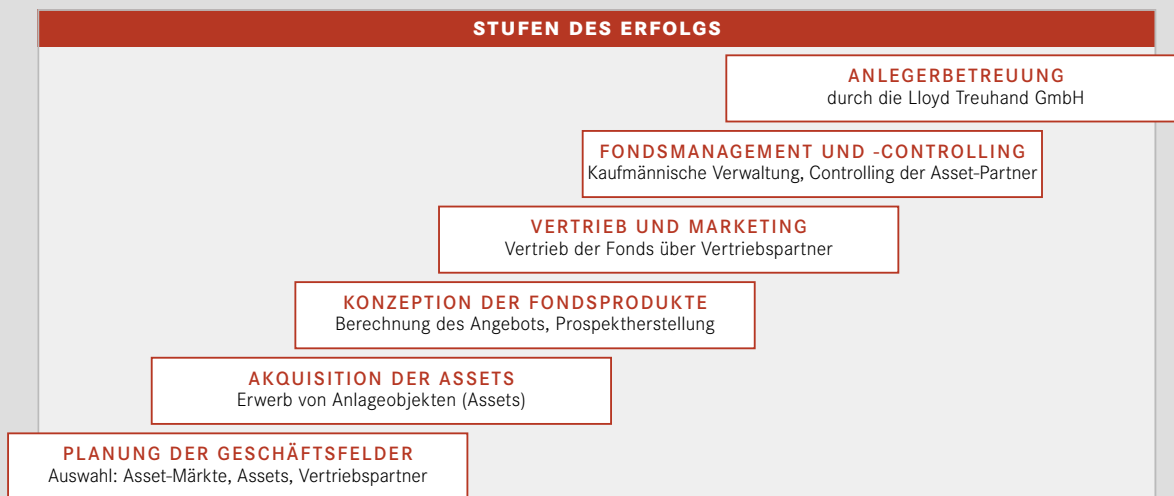 STUFEN DES ERFOLGS
ANLEGERBETREUUNG
durch die Lloyd Treuhand GmbH
FONDSMANAGEMENT UND -CONTROLLING
Kaufmännische Verwaltung, Controlling der Asset-Partner
VERTRIEB UND MARKETING
Vertrieb der Fonds über Vertriebspartner
KONZEPTION DER FONDSPRODUKTE
Berechnung des Angebots, Prospektherstellung
AKQUISITION DER ASSETS
Erwerb von Anlageobjekten (Assets)
PLANUNG DER GESCHÄFTSFELDER
Auswahl: Asset-Märkte, Assets, Vertriebspartner